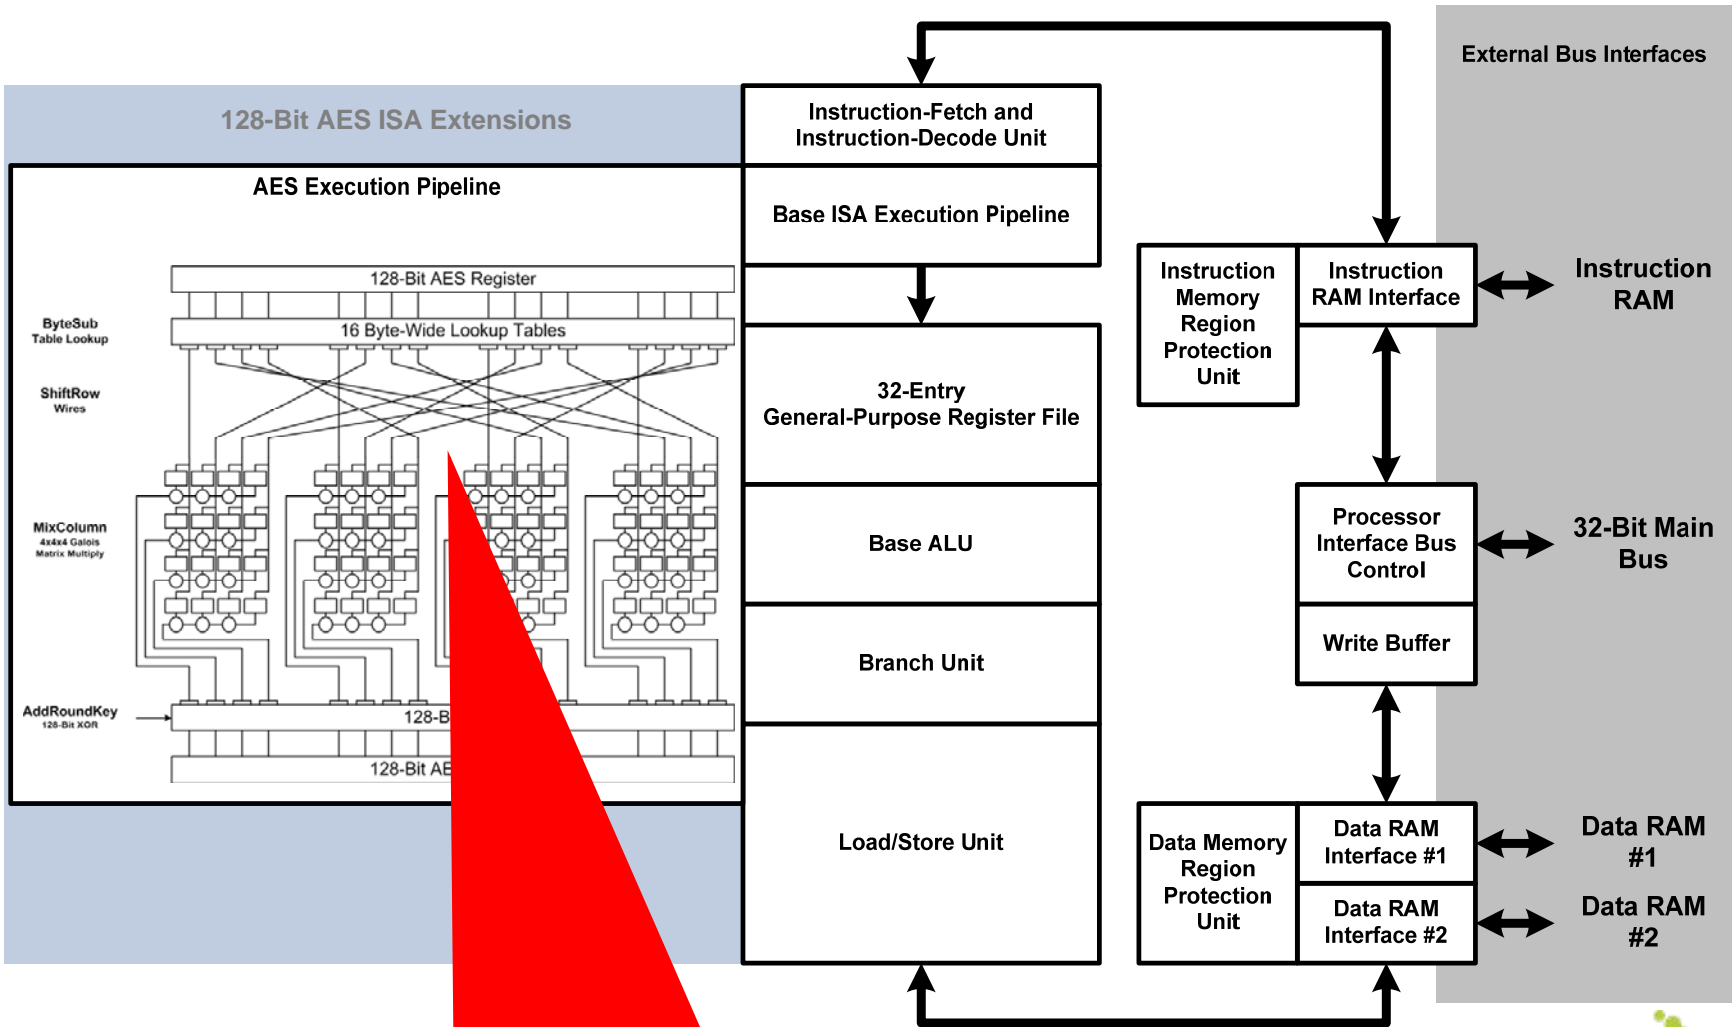 External Bus Interfaces
128-Bit AES ISA Extensions
Instruction-Fetch and
Instruction-Decode Unit
AES Execution Pipeline
Base ISA Execution Pipeline
128-Bit AES Register
ByteSub
Table Lookup
16 Byte-Wide Lookup Tables
ShiftRow
Wires
MixColumn
4x4x4 Galois
Matrix Multiply
AddRoundKey
128-Bit XOR
128-B
128-Bit AE
32-Entry
General-Purpose Register File
Base ALU
Branch Unit
Load/Store Unit
Instruction
Memory
Region
Protection
Unit
Instruction
RAM Interface
Instruction
RAM
Processor
Interface Bus
Control
32-Bit Main
Bus
Write Buffer
Data Memory
Region
Protection
Unit
Data RAM
Interface #1
Data RAM
#1
Data RAM
Interface #2
Data RAM
#2